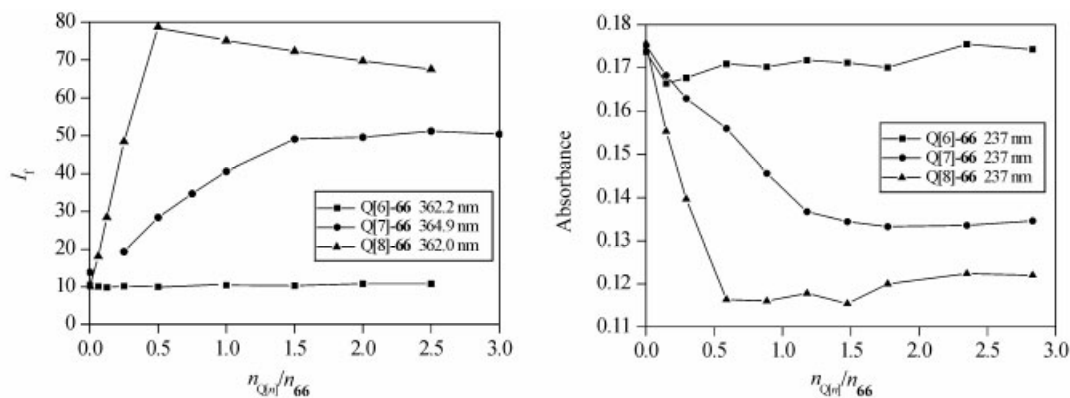 80
70
60
50
40
30
20
10
0
I_f
Q[6]-66 362.2 nm
Q[7]-66 364.9 nm
Q[8]-66 362.0 nm
0.0 0.5 1.0 1.5 2.0 2.5 3.0
n_Q[n]/n_66
0.18
0.17
0.16
0.15
0.14
0.13
0.12
0.11
Absorbance
Q[6]-66 237 nm
Q[7]-66 237 nm
Q[8]-66 237 nm
0.0 0.5 1.0 1.5 2.0 2.5 3.0
n_Q[n]/n_66